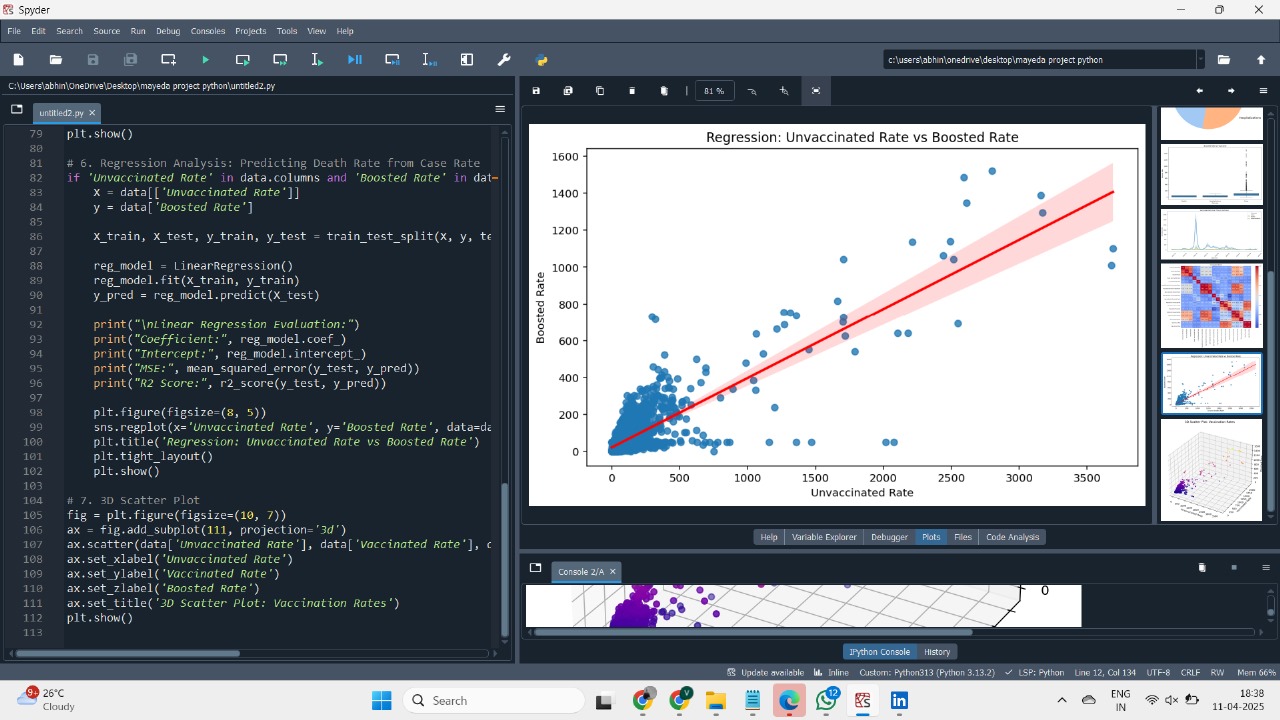 Spyder
File Edit Search Source Run Debug Consoles Projects Tools View Help
81 %
c:\users\abhin\onedrive\desktop\mayeda project python
C:\Users\abhin\OneDrive\Desktop\mayeda project python\untitled2.py
untitled2.py
79 plt.show()
80
81 # 6. Regression Analysis: Predicting Death Rate from Case Rate
82 if 'Unvaccinated Rate' in data.columns and 'Boosted Rate' in dat
83 X = data[['Unvaccinated Rate']]
84 y = data['Boosted Rate']
85
86 X_train, X_test, y_train, y_test = train_test_split(X, y, te
87
88 reg_model = LinearRegression()
89 reg_model.fit(X_train, y_train)
90 y_pred = reg_model.predict(X_test)
91
92 print("\nLinear Regression Evaluation:")
93 print("Coefficient:", reg_model.coef_)
94 print("Intercept:", reg_model.intercept_)
95 print("MSE:", mean_squared_error(y_test, y_pred))
96 print("R2 Score:", r2_score(y_test, y_pred))
97
98 plt.figure(figsize=(8, 5))
99 sns.regplot(x='Unvaccinated Rate', y='Boosted Rate', data=da
100 plt.title('Regression: Unvaccinated Rate vs Boosted Rate')
101 plt.tight_layout()
102 plt.show()
103
104 # 7. 3D Scatter Plot
105 fig = plt.figure(figsize=(10, 7))
106 ax = fig.add_subplot(111, projection='3d')
107 ax.scatter(data['Unvaccinated Rate'], data['Vaccinated Rate'], c
108 ax.set_xlabel('Unvaccinated Rate')
109 ax.set_ylabel('Vaccinated Rate')
110 ax.set_zlabel('Boosted Rate')
111 ax.set_title('3D Scatter Plot: Vaccination Rates')
112 plt.show()
113
Regression: Unvaccinated Rate vs Boosted Rate
1600
1400
1200
1000
800
600
400
200
0
Boosted Rate
0 500 1000 1500 2000 2500 3000 3500
Unvaccinated Rate
Help Variable Explorer Debugger Plots Files Code Analysis
Console 2/A
0
IPython Console History
Update available Inline Custom: Python313 (Python 3.13.2) LSP: Python Line 12, Col 134 UTF-8 CRLF RW Mem 66%
9+
26°C
Cloudy
Search
V
12
ENG
IN
18:38
11-04-2025